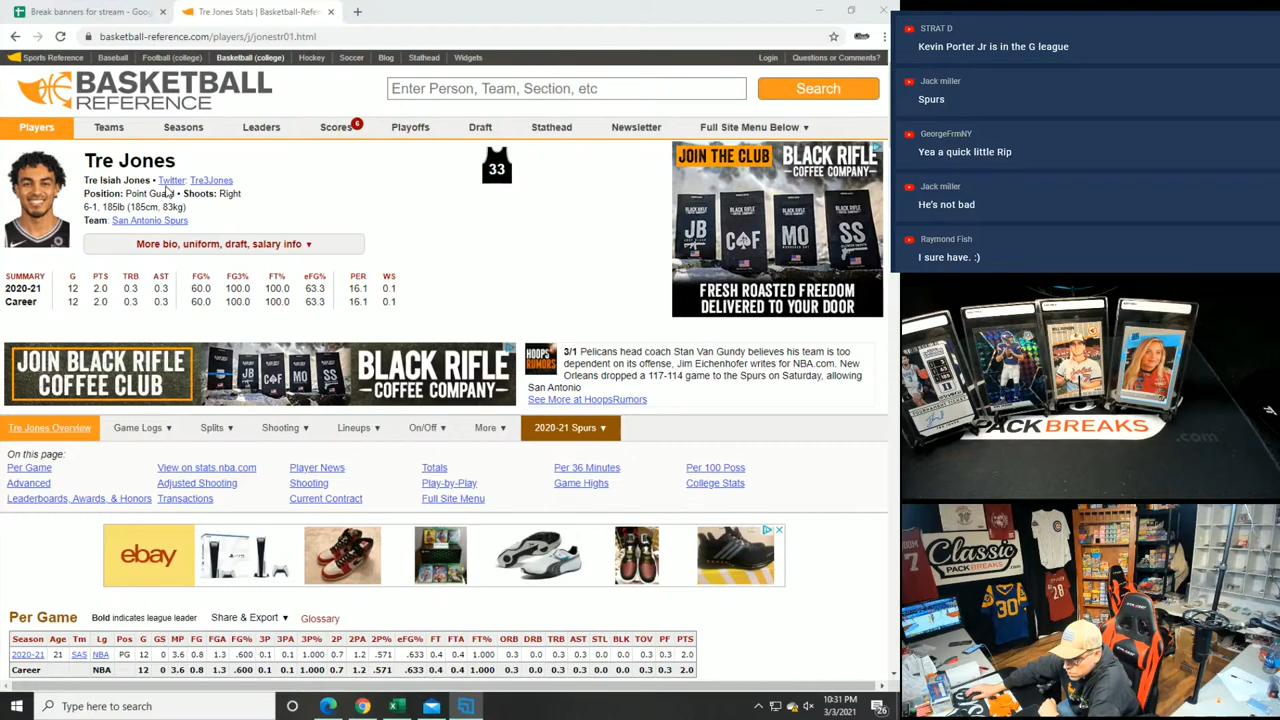 Break banners for stream - Goog
Tre Jones Stats | Basketball-Refe
basketball-reference.com/players/j/jonestr01.html
Sports Reference Baseball Football (college) Basketball (college) Hockey Soccer Blog Stathead Widgets Login Questions or Comments?
BASKETBALL
REFERENCE
Enter Person, Team, Section, etc
Search
Players Teams Seasons Leaders Scores 6 Playoffs Draft Stathead Newsletter Full Site Menu Below ▼
Tre Jones
Tre Isiah Jones • Twitter: Tre3Jones
Position: Point Guard • Shoots: Right
6-1, 185lb (185cm, 83kg)
Team: San Antonio Spurs
More bio, uniform, draft, salary info ▼
33
JOIN THE CLUB
BLACK RIFLE
COFFEE COMPANY
JB CAF MO SS
FRESH ROASTED FREEDOM
DELIVERED TO YOUR DOOR
SUMMARY G PTS TRB AST FG% FG3% FT% eFG% PER WS
2020-21 12 2.0 0.3 0.3 60.0 100.0 100.0 63.3 16.1 0.1
Career 12 2.0 0.3 0.3 60.0 100.0 100.0 63.3 16.1 0.1
JOIN BLACK RIFLE
COFFEE CLUB
JB CAF MO SS
BLACK RIFLE
COFFEE COMPANY
HOOPS
RUMORS
3/1 Pelicans head coach Stan Van Gundy believes his team is too
dependent on its offense, Jim Eichenhofer writes for NBA.com. New
Orleans dropped a 117-114 game to the Spurs on Saturday, allowing
San Antonio
See More at HoopsRumors
Tre Jones Overview Game Logs ▼ Splits ▼ Shooting ▼ Lineups ▼ On/Off ▼ More ▼ 2020-21 Spurs ▼
On this page:
Per Game View on stats.nba.com Player News Totals Per 36 Minutes Per 100 Poss
Advanced Adjusted Shooting Shooting Play-by-Play Game Highs College Stats
Leaderboards, Awards, & Honors Transactions Current Contract Full Site Menu
ebay
Per Game Bold indicates league leader Share & Export ▼ Glossary
Season Age Tm Lg Pos G GS MP FG FGA FG% 3P 3PA 3P% 2P 2PA 2P% eFG% FT FTA FT% ORB DRB TRB AST STL BLK TOV PF PTS
2020-21 21 SAS NBA PG 12 0 3.6 0.8 1.3 .600 0.1 0.1 1.000 0.7 1.2 .571 .633 0.4 0.4 1.000 0.3 0.0 0.3 0.3 0.0 0.0 0.3 0.3 2.0
Career NBA 12 0 3.6 0.8 1.3 .600 0.1 0.1 1.000 0.7 1.2 .571 .633 0.4 0.4 1.000 0.3 0.0 0.3 0.3 0.0 0.0 0.3 0.3 2.0
Type here to search
10:31 PM
3/3/2021
26
STRAT D
Kevin Porter Jr is in the G league
Jack miller
Spurs
GeorgeFrmNY
Yea a quick little Rip
Jack miller
He's not bad
Raymond Fish
I sure have. :)
PACKBREAKS.com
Classic
PACKBREAKS
30
28